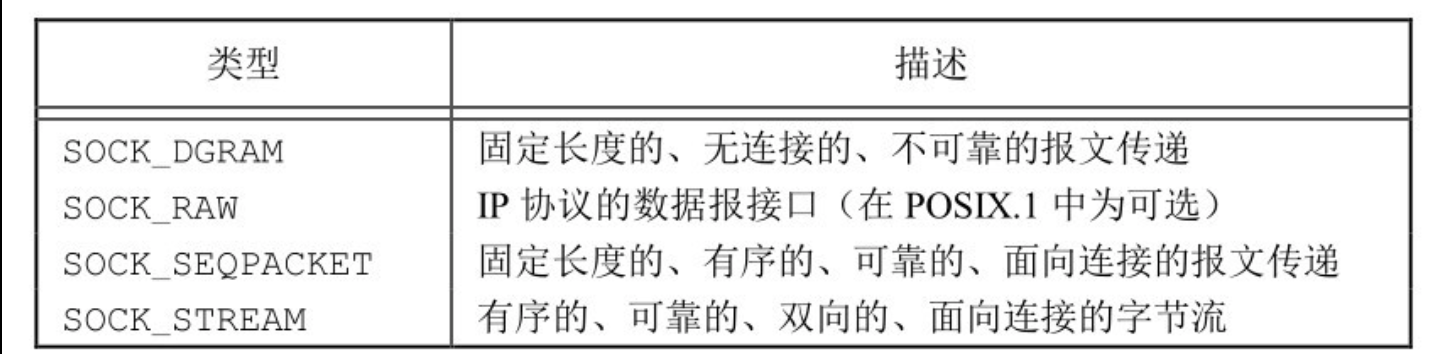 类型 描述
SOCK_DGRAM 固定长度的、无连接的、不可靠的报文传递
SOCK_RAW IP 协议的数据报接口（在 POSIX.1 中为可选）
SOCK_SEQPACKET 固定长度的、有序的、可靠的、面向连接的报文传递
SOCK_STREAM 有序的、可靠的、双向的、面向连接的字节流